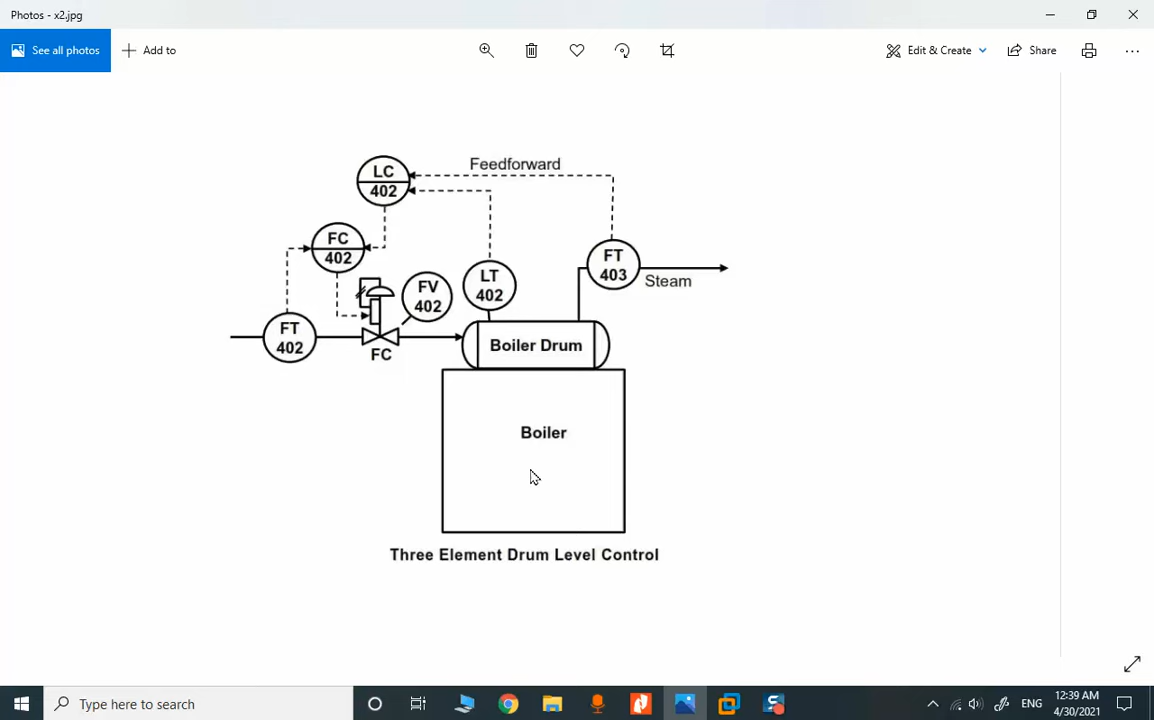 Photos - x2.jpg
See all photos
Add to
Edit & Create
Share
Feedforward
LC
402
FC
402
FT
403
Steam
LT
402
FV
402
FT
402
FC
Boiler Drum
Boiler
Three Element Drum Level Control
Type here to search
ENG
12:39 AM
4/30/2021